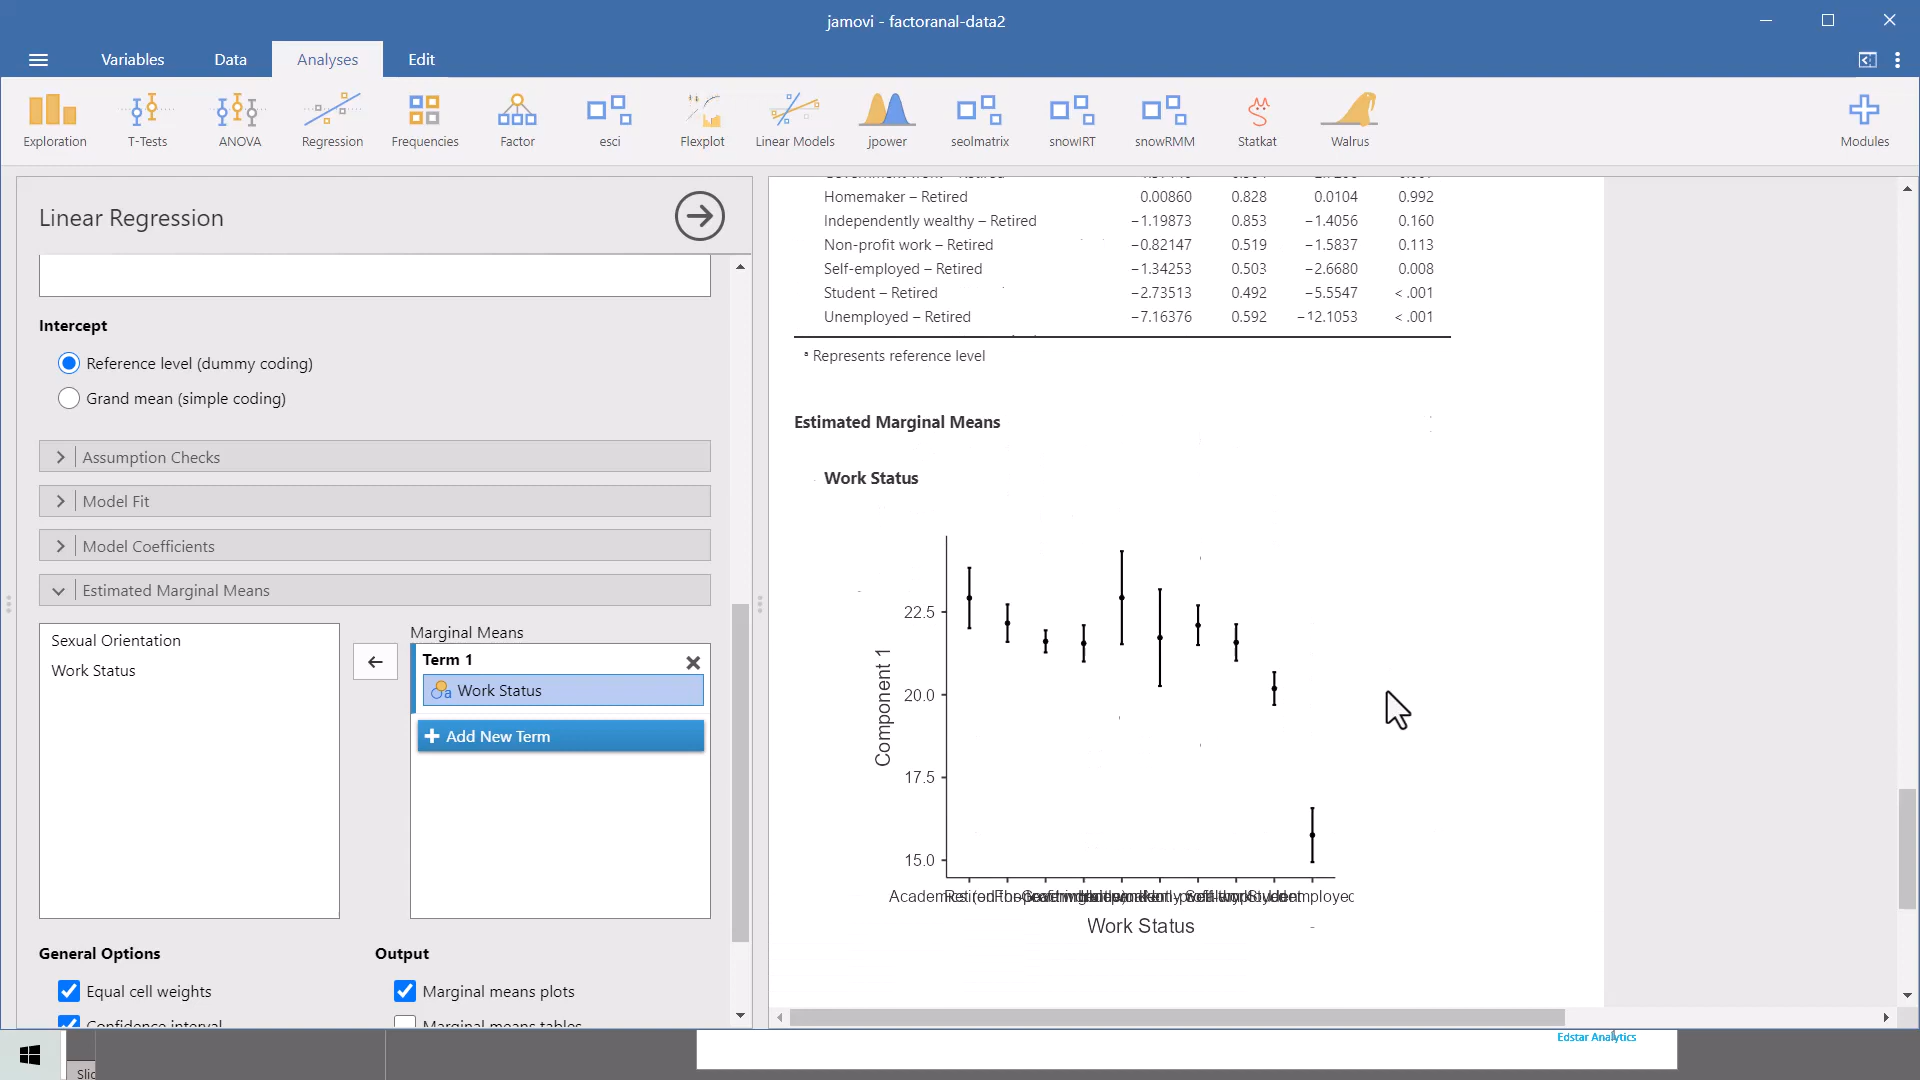 jamovi - factoranal-data2
Variables Data Analyses Edit
Exploration T-Tests ANOVA Regression Frequencies Factor esci Flexplot Linear Models jpower seolmatrix snowIRT snowRMM Statkat Walrus Modules
Linear Regression
Intercept
Reference level (dummy coding)
Grand mean (simple coding)
Assumption Checks
Model Fit
Model Coefficients
Estimated Marginal Means
Sexual Orientation
Work Status
Marginal Means
Term 1
Work Status
Add New Term
General Options
Equal cell weights
Confidence interval
Output
Marginal means plots
Marginal means tables
Homemaker – Retired 0.00860 0.828 0.0104 0.992
Independently wealthy – Retired −1.19873 0.853 −1.4056 0.160
Non-profit work – Retired −0.82147 0.519 −1.5837 0.113
Self-employed – Retired −1.34253 0.503 −2.6680 0.008
Student – Retired −2.73513 0.492 −5.5547 < .001
Unemployed – Retired −7.16376 0.592 −12.1053 < .001
ᵃ Represents reference level
Estimated Marginal Means
Work Status
22.5
20.0
17.5
15.0
Component 1
Work Status
Edstar Analytics